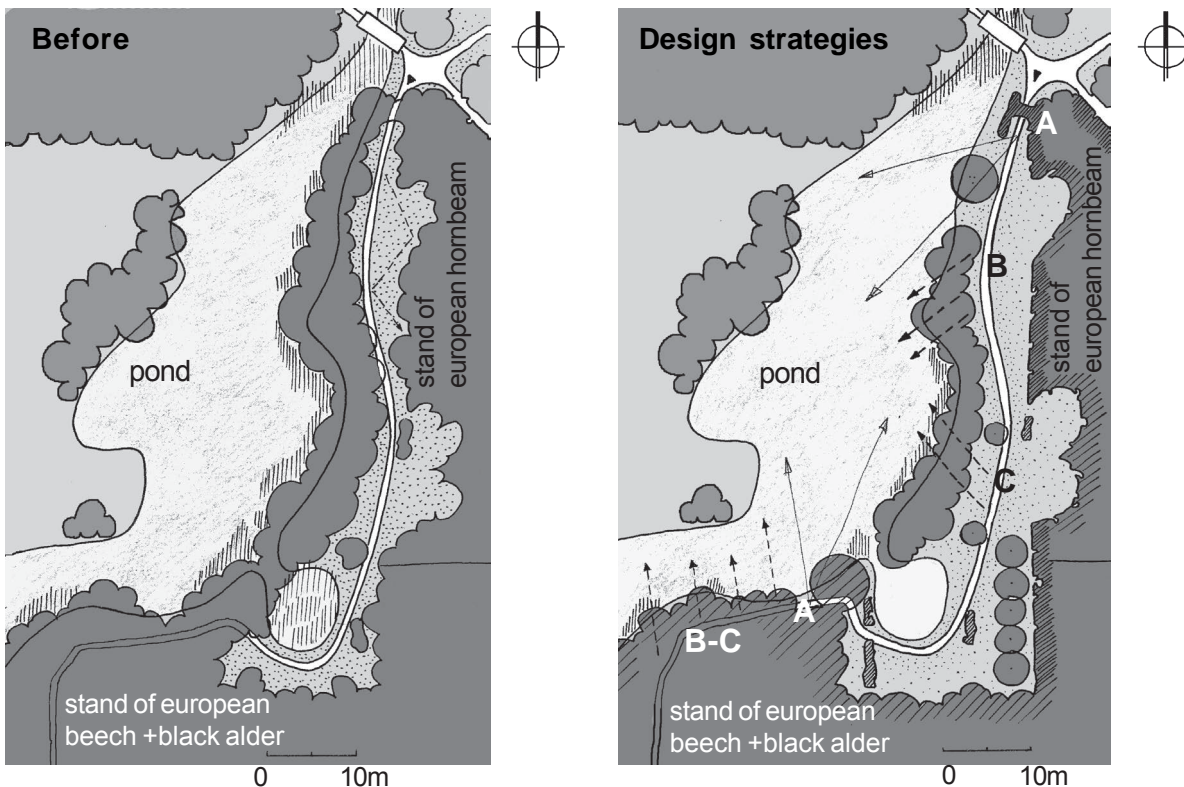 Before
pond
stand of
european hornbeam
stand of european
beech +black alder
0 10m
Design strategies
A
B
stand of
european hornbeam
pond
C
A
B-C
stand of european
beech +black alder
0 10m